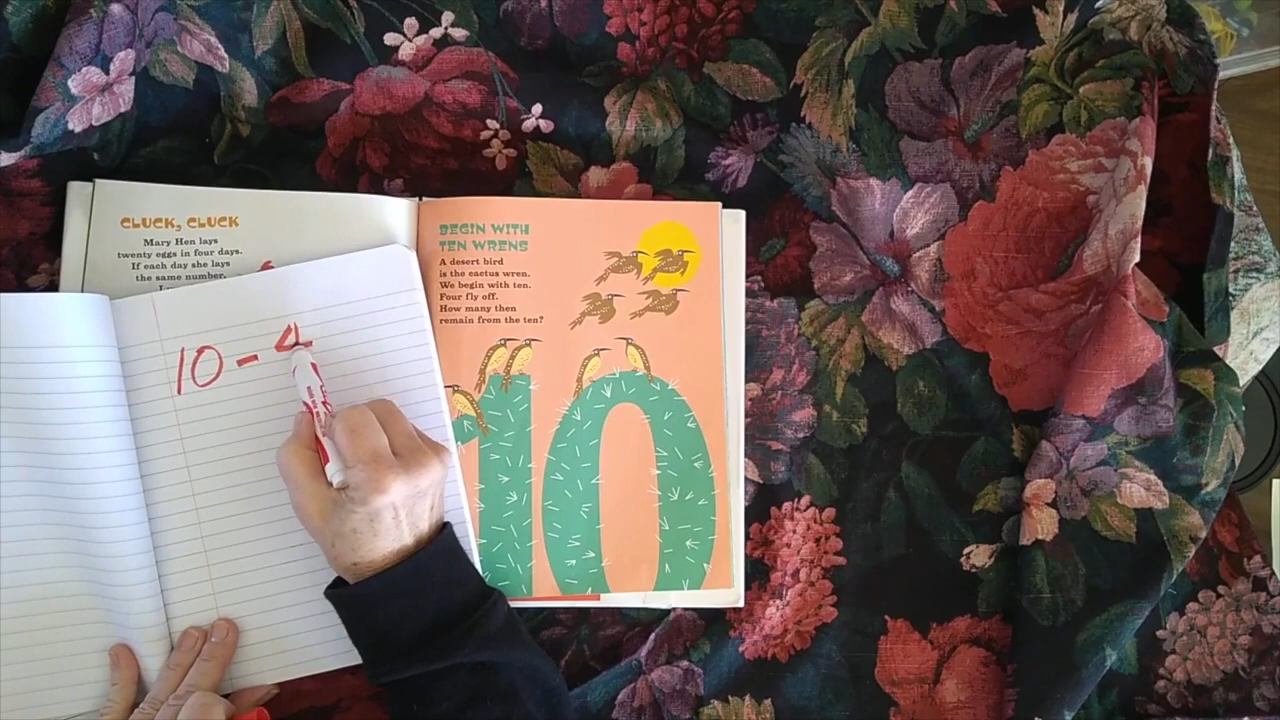 CLUCK, CLUCK
Mary Hen lays
twenty eggs in four days.
If each day she lays
the same number,
BEGIN WITH
TEN WRENS
A desert bird
is the cactus wren.
We begin with ten.
Four fly off.
How many then
remain from the ten?
10 - 4
10